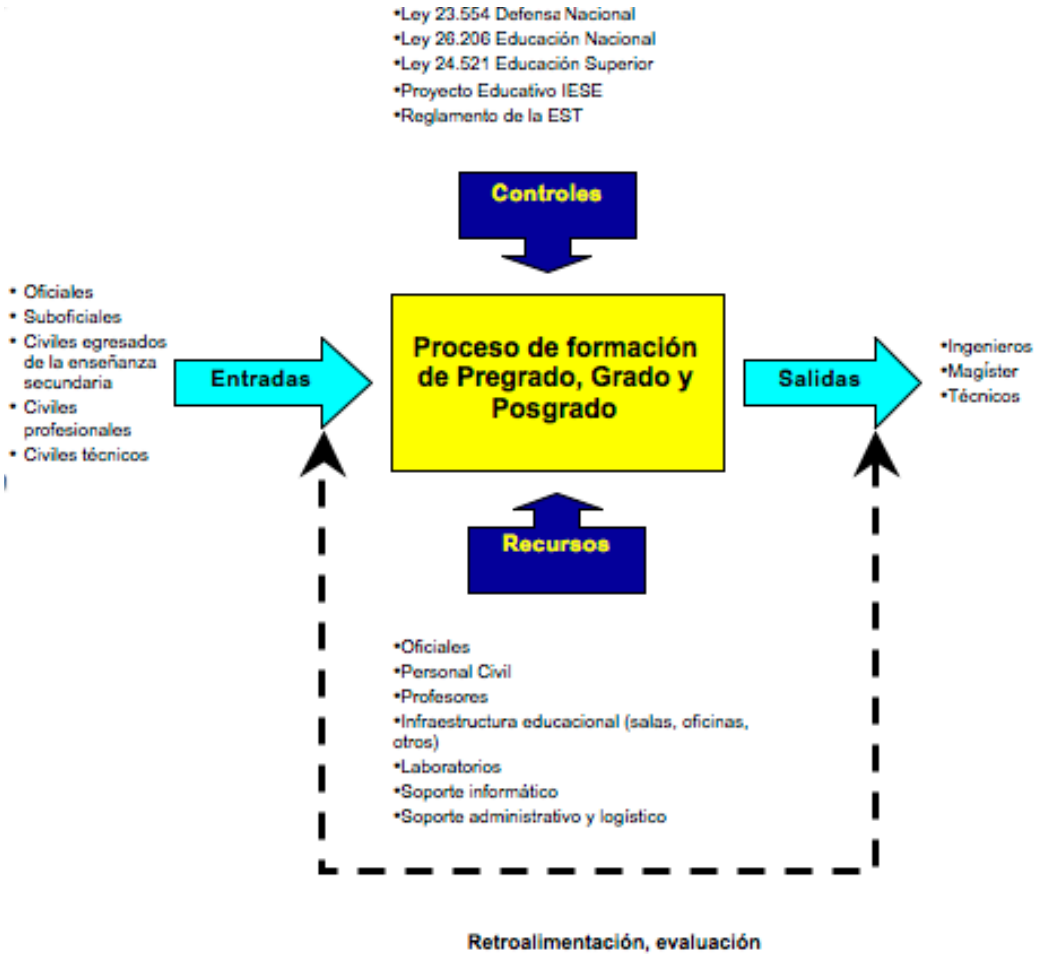 •Ley 23.554 Defensa Nacional
•Ley 26.206 Educación Nacional
•Ley 24.521 Educación Superior
•Proyecto Educativo IESE
•Reglamento de la EST
Controles
• Oficiales
• Suboficiales
• Civiles egresados
de la enseñanza
secundaria
• Civiles
profesionales
• Civiles técnicos
Entradas
Proceso de formación
de Pregrado, Grado y
Posgrado
Salidas
•Ingenieros
•Magíster
•Técnicos
Recursos
•Oficiales
•Personal Civil
•Profesores
•Infraestructura educacional (salas, oficinas,
otros)
•Laboratorios
•Soporte informático
•Soporte administrativo y logístico
Retroalimentación, evaluación